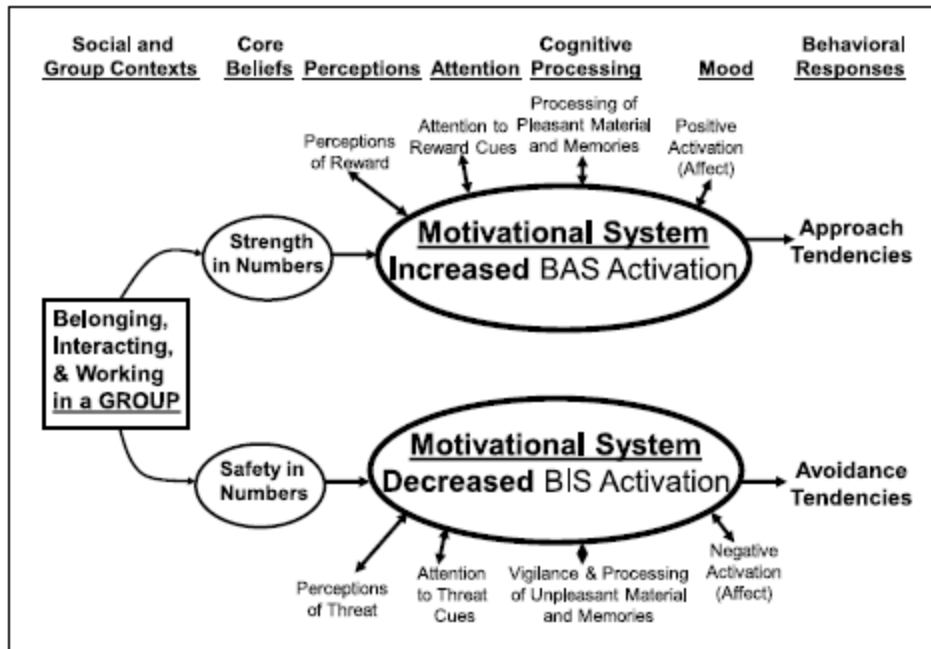 Social and
Group Contexts
Core
Beliefs
Perceptions
Attention
Cognitive
Processing
Mood
Behavioral
Responses
Perceptions
of Reward
Attention to
Reward Cues
Processing of
Pleasant Material
and Memories
Positive
Activation
(Affect)
Strength
in Numbers
Motivational System
Increased BAS Activation
Approach
Tendencies
Belonging,
Interacting,
& Working
in a GROUP
Safety in
Numbers
Motivational System
Decreased BIS Activation
Avoidance
Tendencies
Perceptions
of Threat
Attention
to Threat
Cues
Vigilance & Processing
of Unpleasant Material
and Memories
Negative
Activation
(Affect)